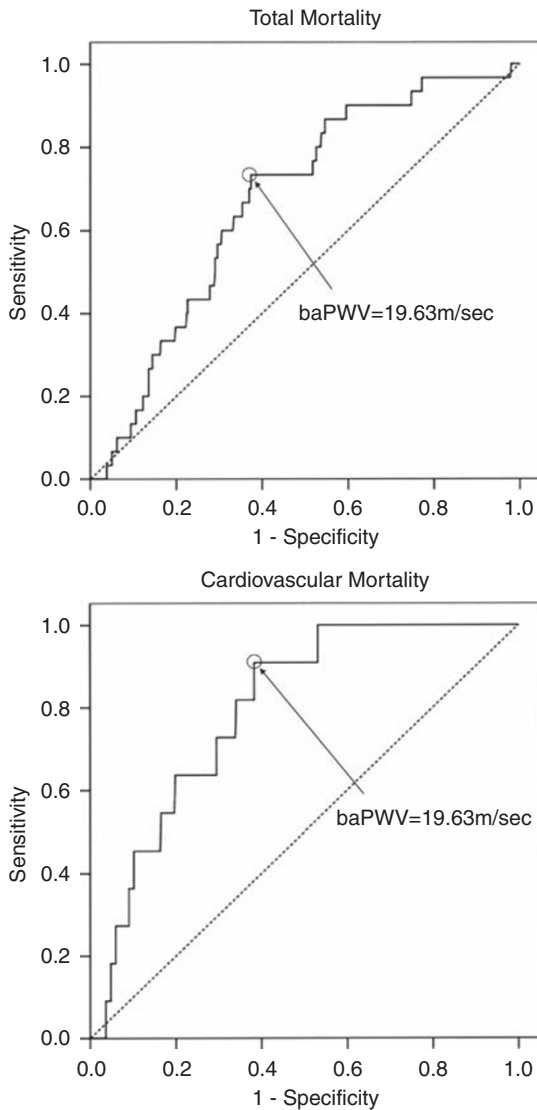 Total Mortality
1.0
0.8
0.6
0.4
0.2
0.0
Sensitivity
baPWV=19.63m/sec
0.0 0.2 0.4 0.6 0.8 1.0
1 - Specificity
Cardiovascular Mortality
1.0
0.8
0.6
0.4
0.2
0.0
Sensitivity
baPWV=19.63m/sec
0.0 0.2 0.4 0.6 0.8 1.0
1 - Specificity